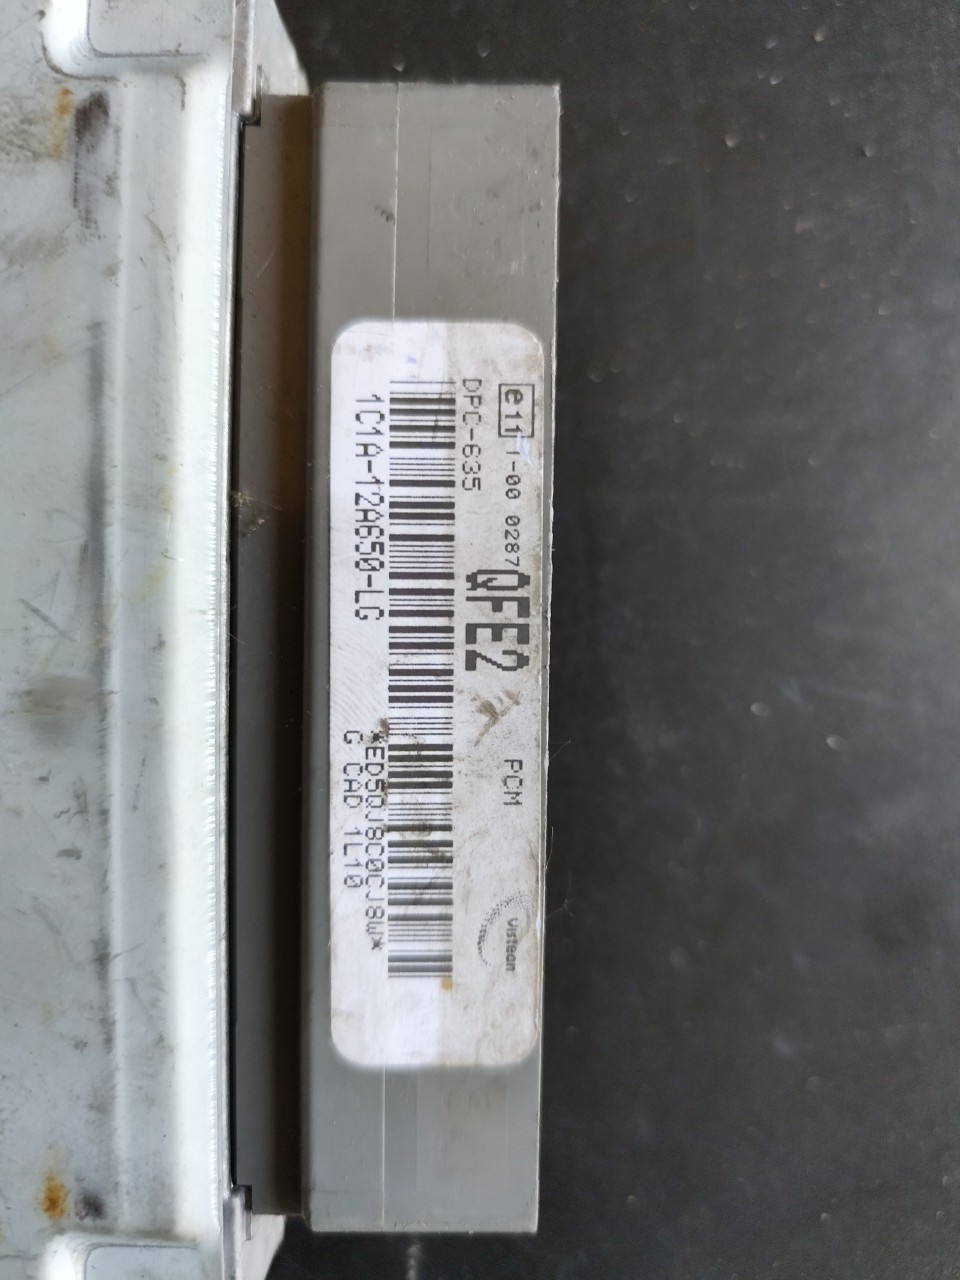 e11 1-00 0287
DPC-635
QFE2
PCM
Visteon
1C1A-12A650-LG
*ED5QJ8C0CJ8W*
G CAD 1L10